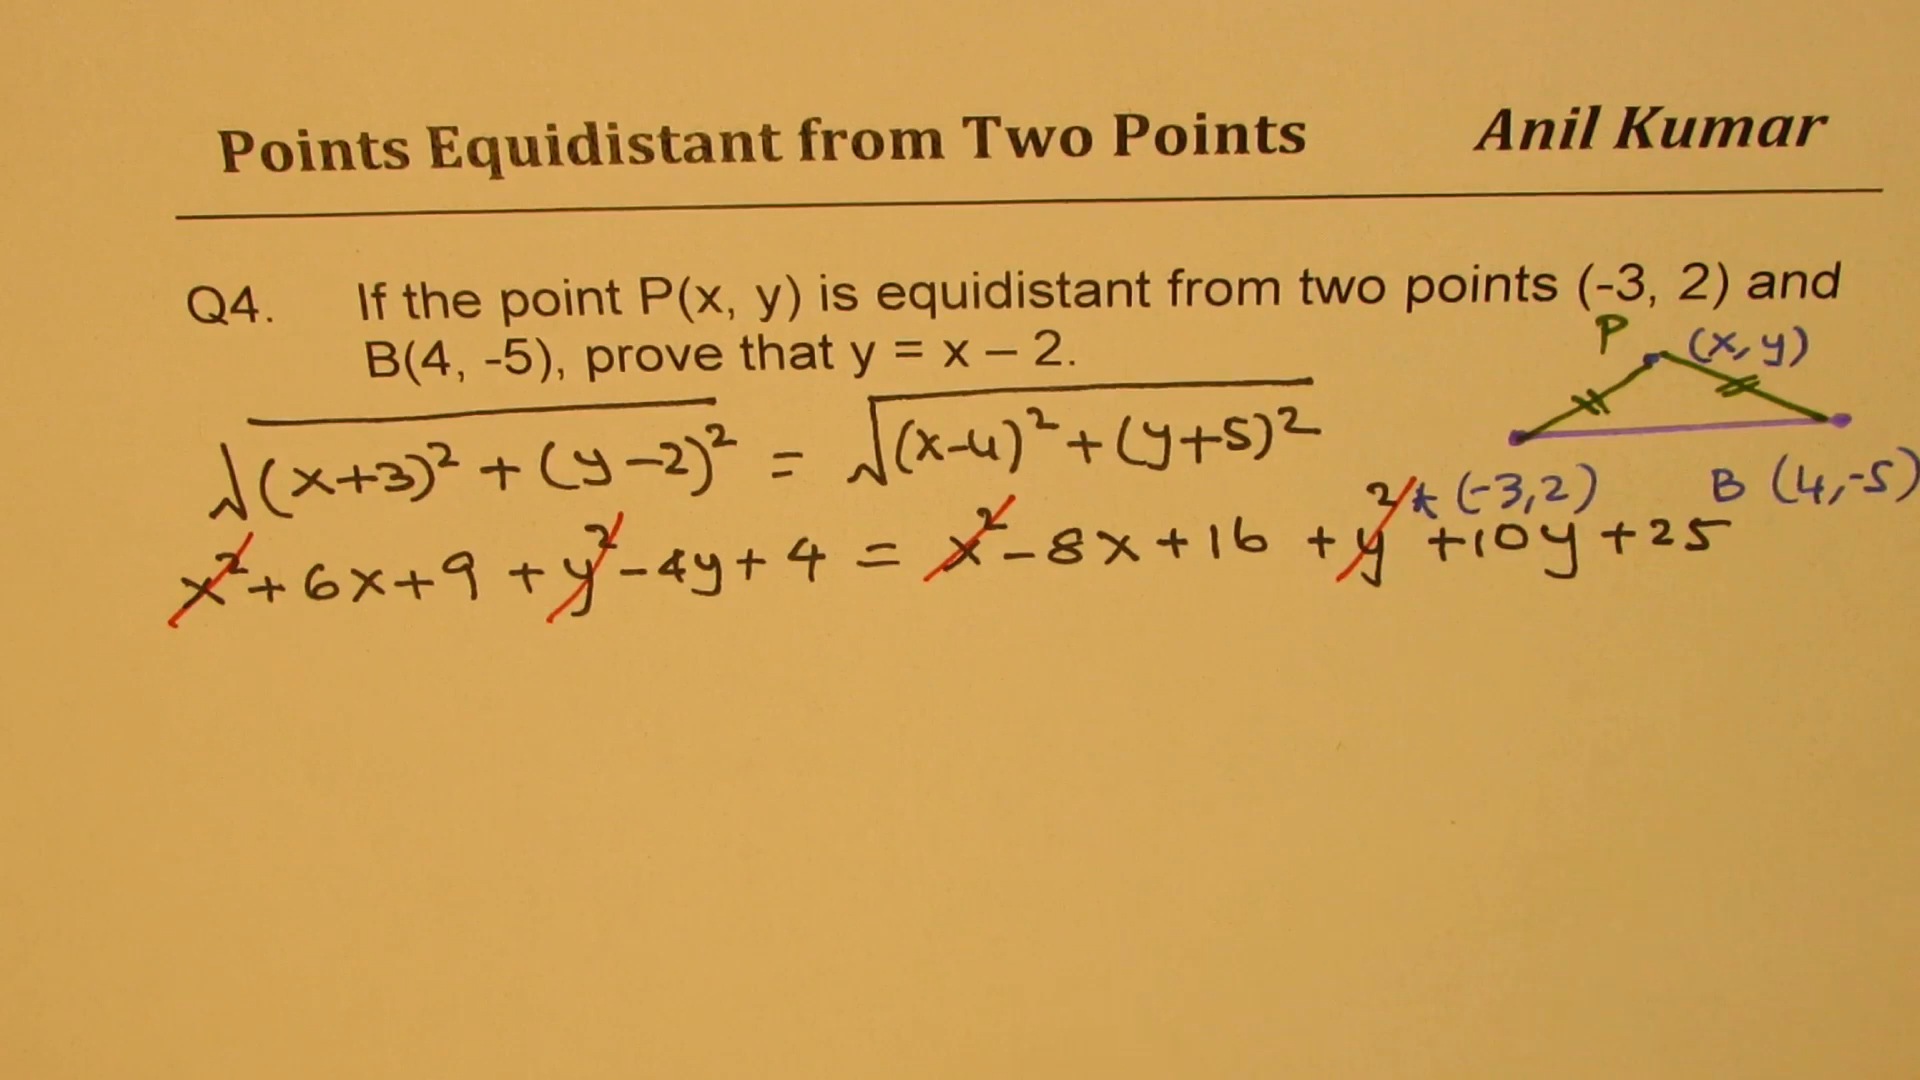 Points Equidistant from Two Points Anil Kumar
Q4. If the point P(x, y) is equidistant from two points (-3, 2) and
B(4, -5), prove that y = x – 2.
P (x, y)
√(x+3)² + (y-2)² = √(x-4)² + (y+5)²
A (-3,2) B (4,-5)
x² + 6x + 9 + y² - 4y + 4 = x² - 8x + 16 + y² + 10y + 25